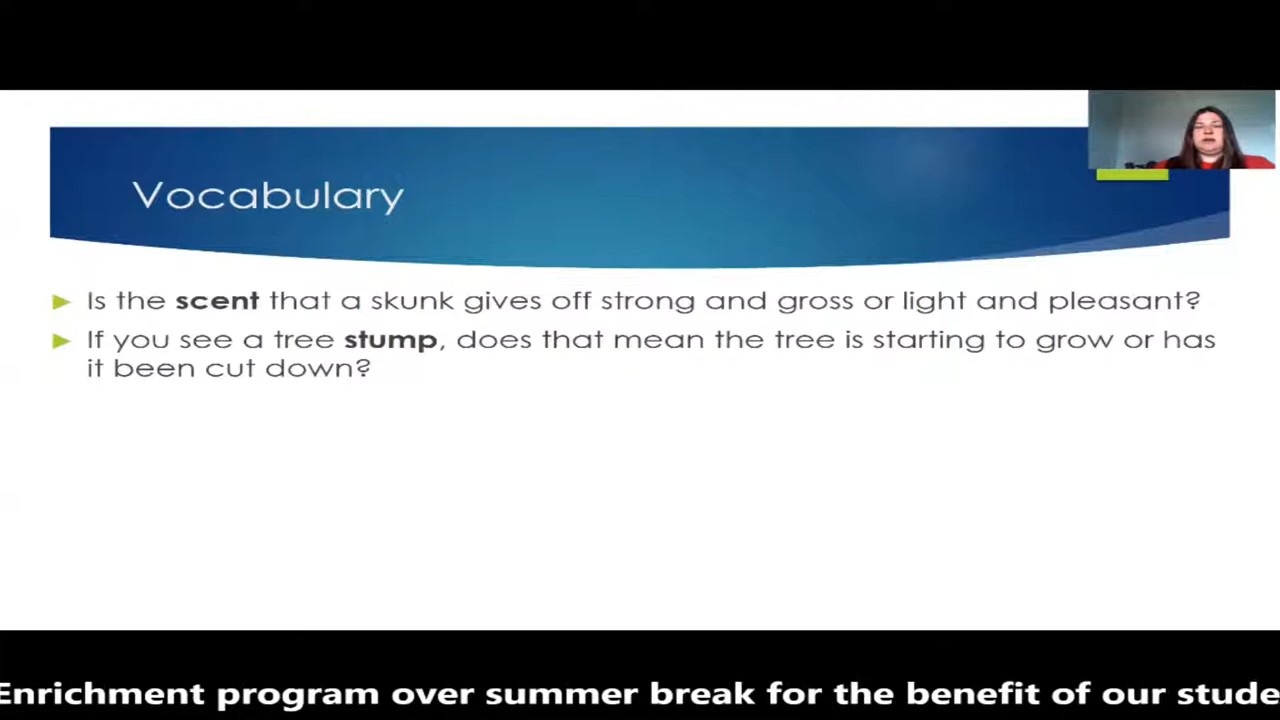 Vocabulary
Is the scent that a skunk gives off strong and gross or light and pleasant?
If you see a tree stump, does that mean the tree is starting to grow or has
it been cut down?
Enrichment program over summer break for the benefit of our stude